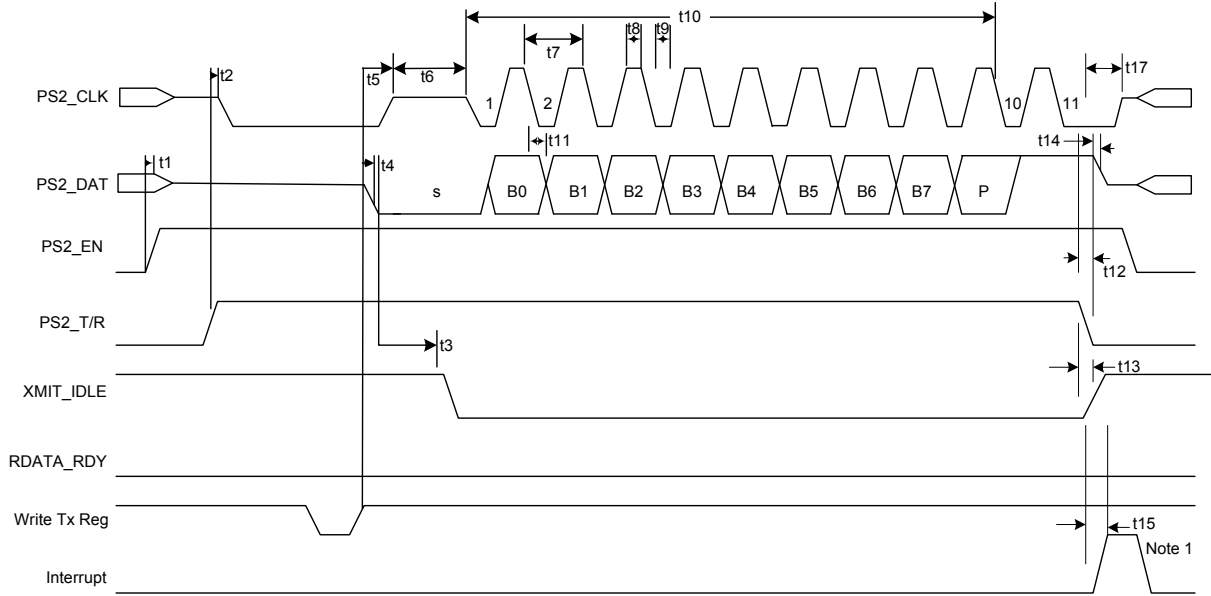 t10
t8 t9
t7
t2 t5 t6 t17
PS2_CLK 1 2 10 11
t11 t14
t1 t4
PS2_DAT s B0 B1 B2 B3 B4 B5 B6 B7 P
PS2_EN
t12
PS2_T/R
t3
t13
XMIT_IDLE
RDATA_RDY
Write Tx Reg
t15
Note 1
Interrupt